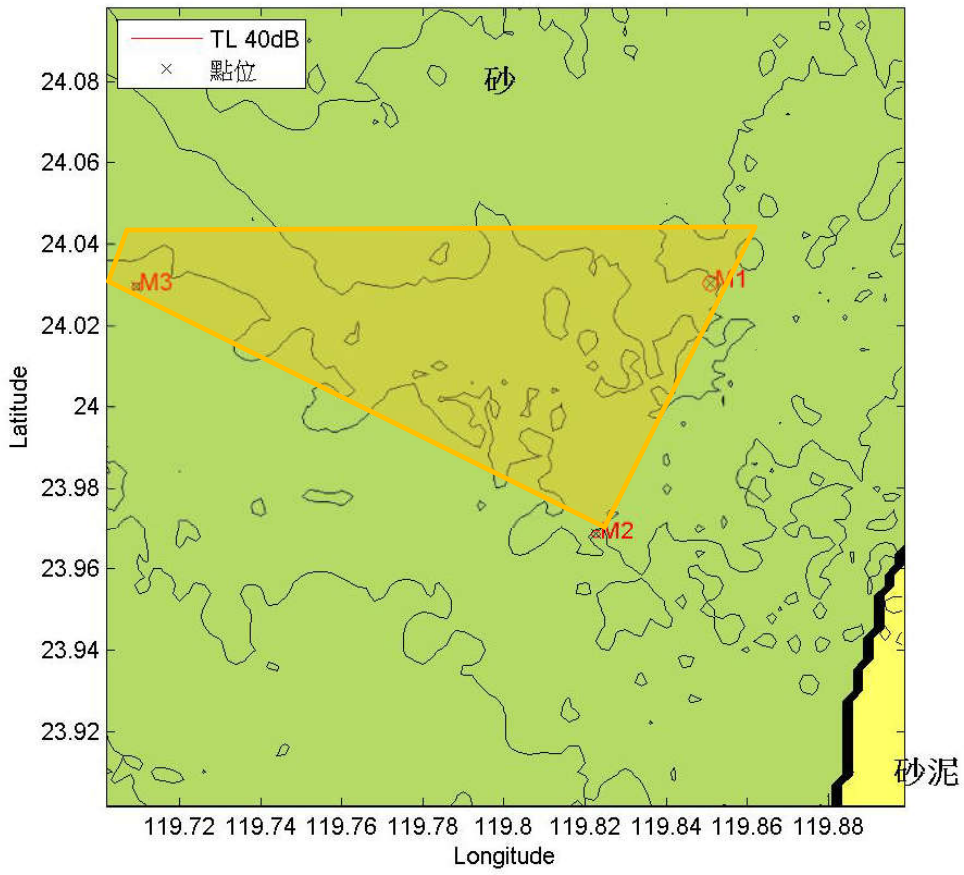 TL 40dB
點位
砂
24.08
24.06
24.04
24.02
24
23.98
23.96
23.94
23.92
Latitude
M3
M1
M2
砂泥
119.72 119.74 119.76 119.78 119.8 119.82 119.84 119.86 119.88
Longitude